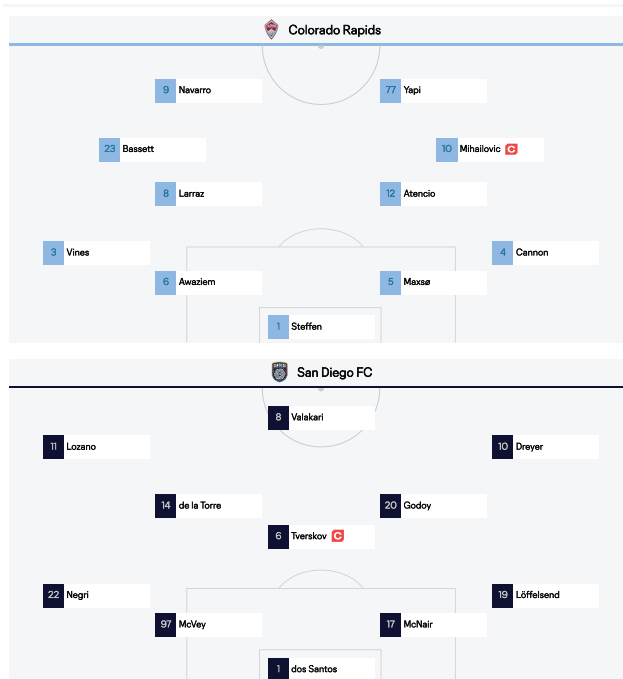 Colorado Rapids
9 Navarro
77 Yapi
23 Bassett
10 Mihailovic C
8 Larraz
12 Atencio
3 Vines
4 Cannon
6 Awaziem
5 Maxsø
1 Steffen
San Diego FC
8 Valakari
11 Lozano
10 Dreyer
14 de la Torre
20 Godoy
6 Tverskov C
22 Negri
19 Löffelsend
97 McVey
17 McNair
1 dos Santos